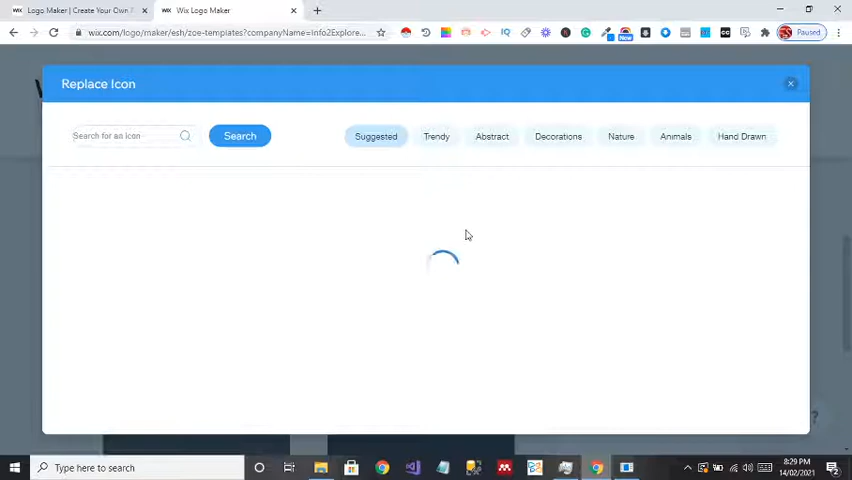 Logo Maker | Create Your Own
Wix Logo Maker
wix.com/logo/maker/esh/zoe-templates?companyName=info2Explore...
Paused
Replace Icon
Search for an Icon
Search
Suggested
Trendy
Abstract
Decorations
Nature
Animals
Hand Drawn
Type here to search
8:29 PM
14/02/2021